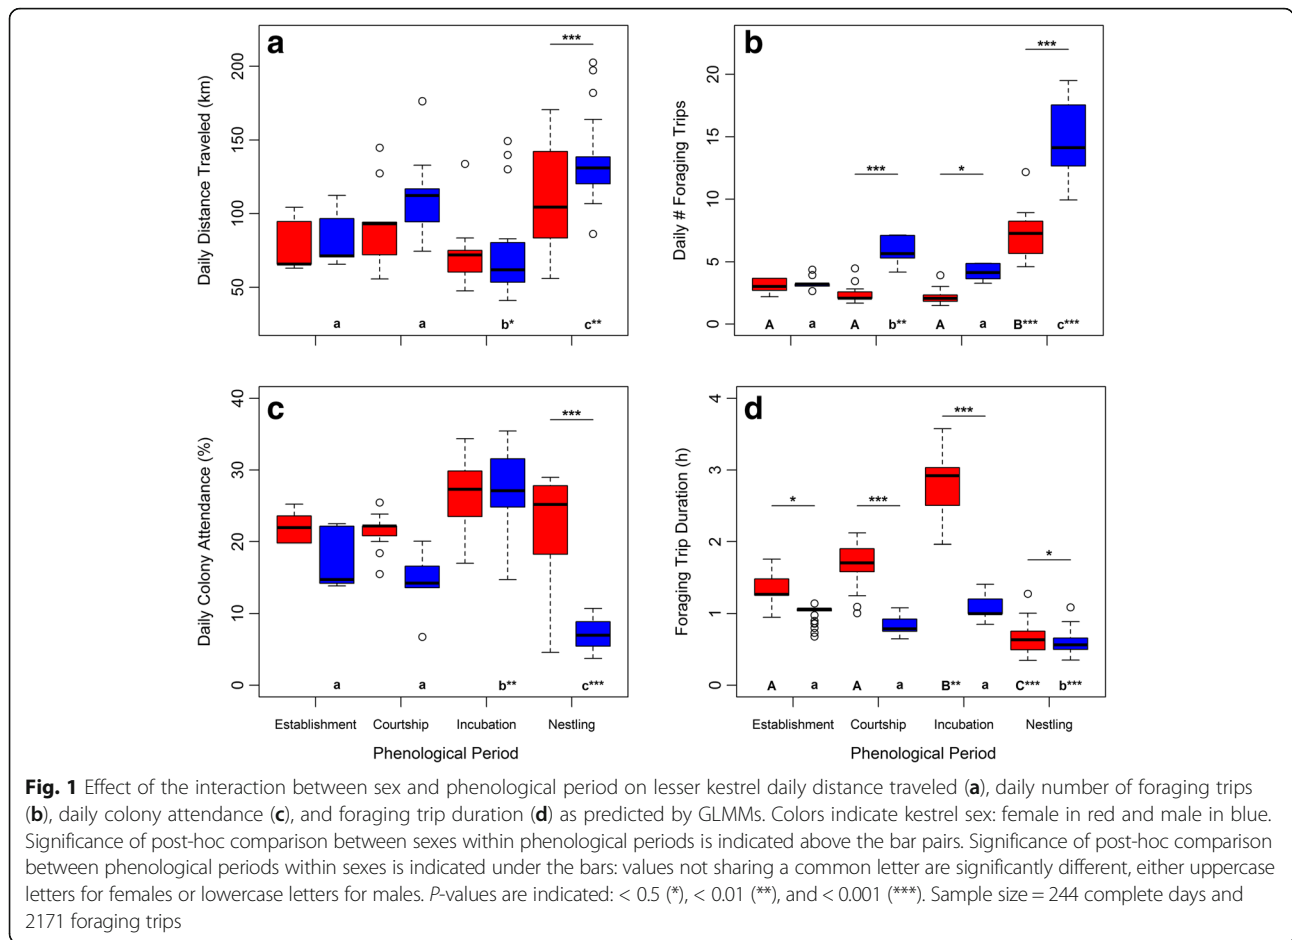 a
***
Daily Distance Traveled (km)
200
150
100
50
a a b* c**
b
***
***
*
Daily # Foraging Trips
20
15
10
5
0
A a A b** A a B*** c***
c
***
Daily Colony Attendance (%)
40
30
20
10
0
a a b** c***
Establishment Courtship Incubation Nestling
Phenological Period
d
***
*
***
*
Foraging Trip Duration (h)
4
3
2
1
0
A a A a B** a C*** b***
Establishment Courtship Incubation Nestling
Phenological Period
Fig. 1 Effect of the interaction between sex and phenological period on lesser kestrel daily distance traveled (a), daily number of foraging trips
(b), daily colony attendance (c), and foraging trip duration (d) as predicted by GLMMs. Colors indicate kestrel sex: female in red and male in blue.
Significance of post-hoc comparison between sexes within phenological periods is indicated above the bar pairs. Significance of post-hoc comparison
between phenological periods within sexes is indicated under the bars: values not sharing a common letter are significantly different, either uppercase
letters for females or lowercase letters for males. P-values are indicated: < 0.5 (*), < 0.01 (**), and < 0.001 (***). Sample size = 244 complete days and
2171 foraging trips